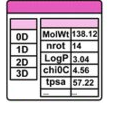 0D
1D
2D
3D
MolWt 138.12
nrot 14
LogP 3.04
chi0C 4.56
tpsa 57.22
... ...